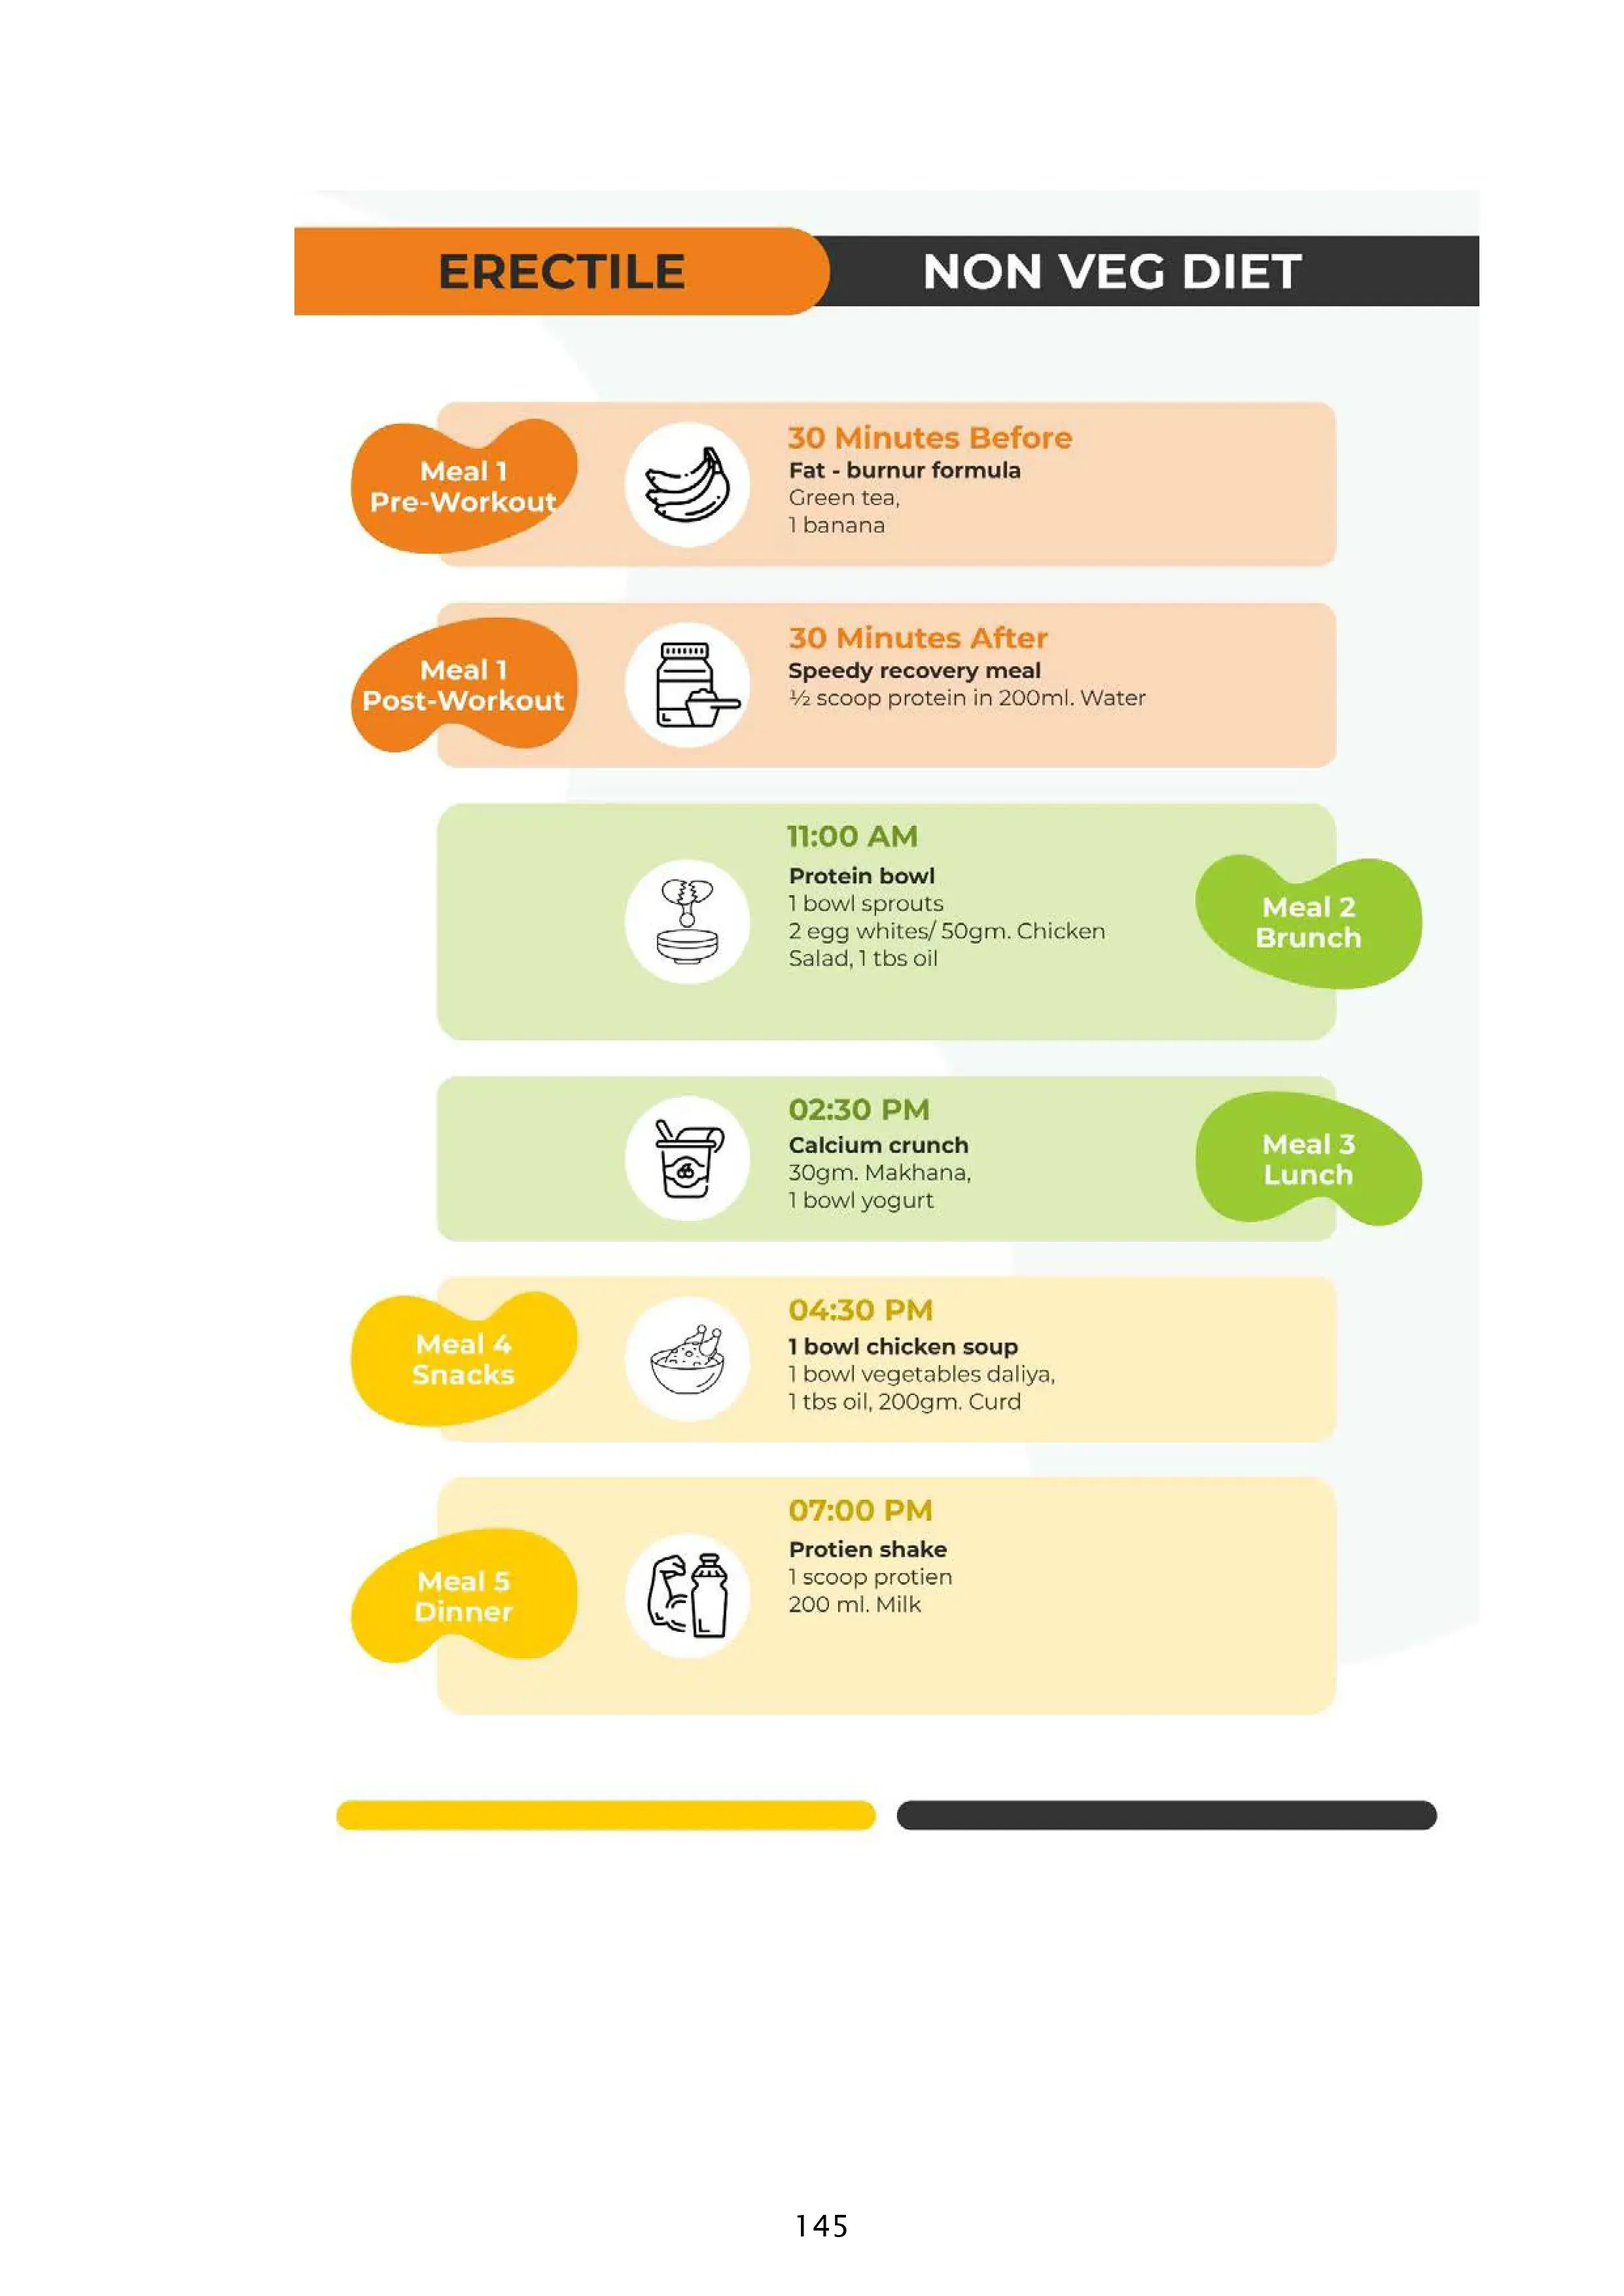 ERECTILE
NON VEG DIET
Meal 1
Pre-Workout
30 Minutes Before
Fat - burnur formula
Green tea,
1 banana
Meal 1
Post-Workout
30 Minutes After
Speedy recovery meal
½ scoop protein in 200ml. Water
11:00 AM
Protein bowl
1 bowl sprouts
2 egg whites/ 50gm. Chicken
Salad, 1 tbs oil
Meal 2
Brunch
02:30 PM
Calcium crunch
30gm. Makhana,
1 bowl yogurt
Meal 3
Lunch
Meal 4
Snacks
04:30 PM
1 bowl chicken soup
1 bowl vegetables daliya,
1 tbs oil, 200gm. Curd
Meal 5
Dinner
07:00 PM
Protien shake
1 scoop protien
200 ml. Milk
145